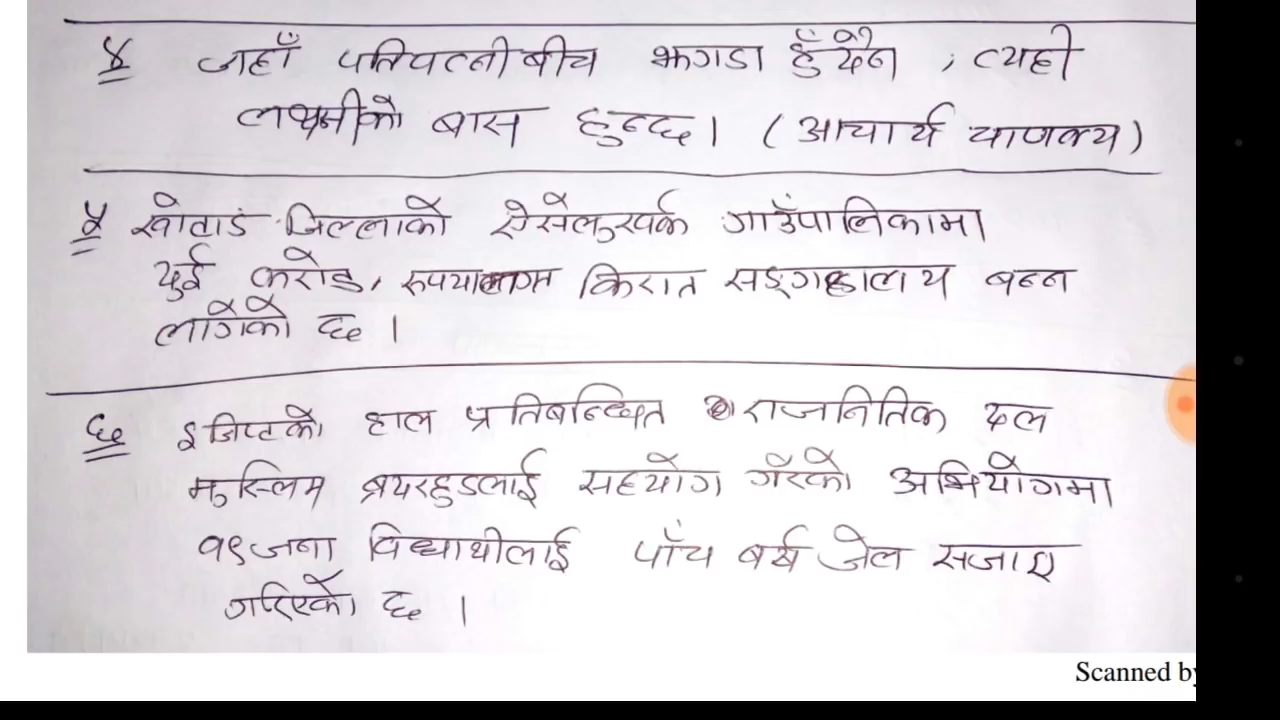 ४ जहाँ पतिपत्नीबीच झगडा हुँदैन , त्यही
लक्ष्मीको बास हुन्छ । (आचार्य चाणक्य)
५ खोटाङ जिल्लाको ऐसेलुखर्क गाउँपालिकामा
दुई करोड, रुपयामा किरात सङ्ग्रहालय बन्न
लागेको छ ।
६ इजिप्टको हाल प्रतिबन्धित राजनितिक दल
मुस्लिम ब्रदरहुडलाई सहयोग गरेको अभियोगमा
१९ जना विद्यार्थीलाई पाँच बर्ष जेल सजाए
गरिएको छ ।
Scanned by